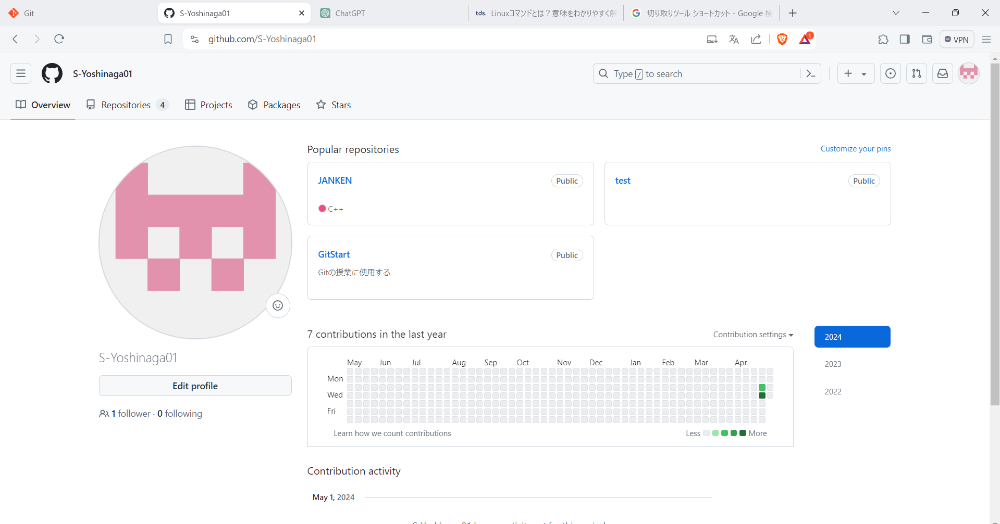 Git
S-Yoshinaga01
ChatGPT
tds. Linuxコマンドとは？意味をわかりやすく解
切り取りツール ショートカット - Google 検
github.com/S-Yoshinaga01
1
VPN
S-Yoshinaga01
Type / to search
Overview
Repositories 4
Projects
Packages
Stars
Popular repositories
Customize your pins
JANKEN
Public
C++
test
Public
GitStart
Public
Gitの授業に使用する
S-Yoshinaga01
Edit profile
1 follower · 0 following
7 contributions in the last year
Contribution settings
2024
2023
2022
May Jun Jul Aug Sep Oct Nov Dec Jan Feb Mar Apr
Mon
Wed
Fri
Learn how we count contributions
Less
More
Contribution activity
May 1, 2024